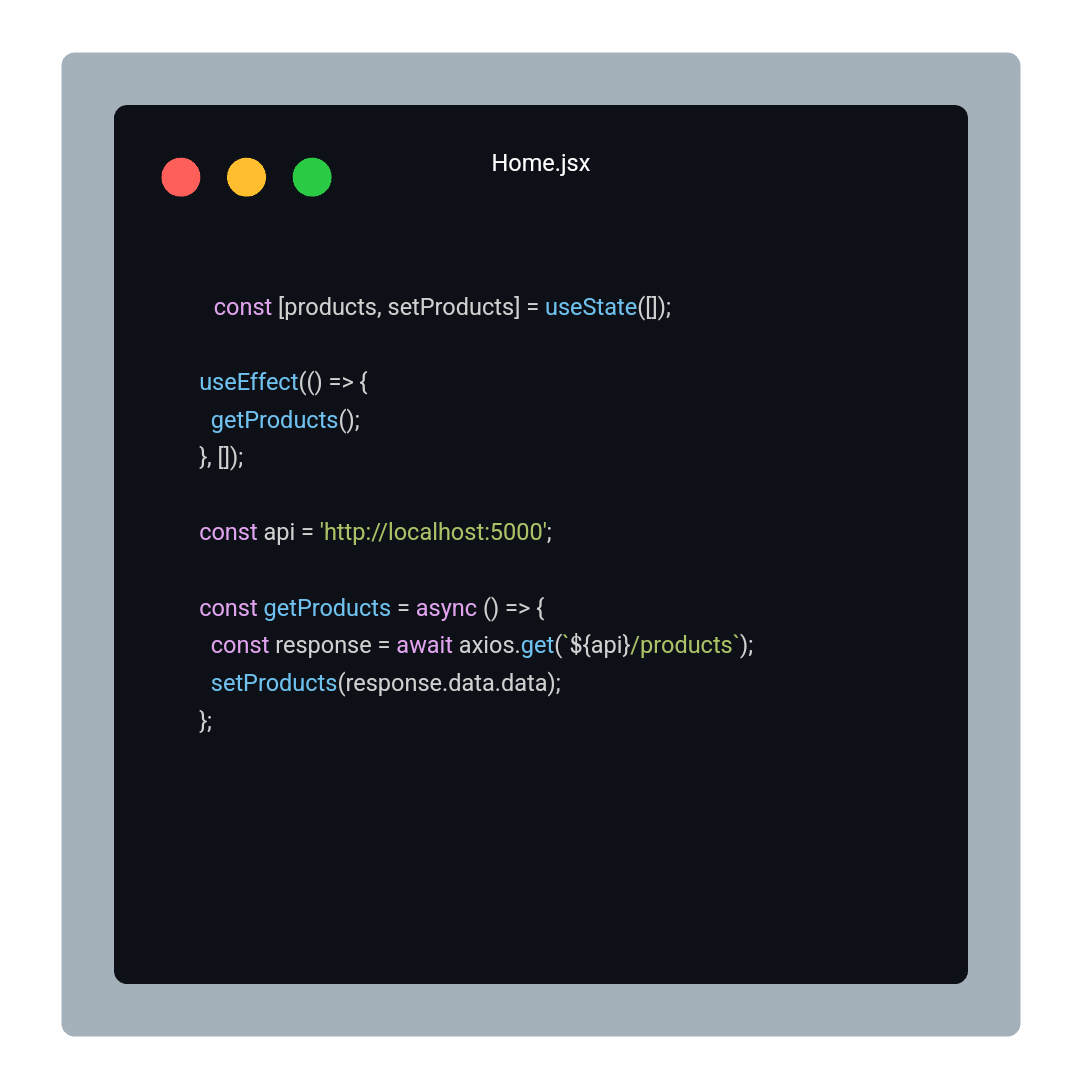 Home.jsx
const [products, setProducts] = useState([]);
useEffect(() => {
getProducts();
}, []);
const api = 'http://localhost:5000';
const getProducts = async () => {
const response = await axios.get(`${api}/products`);
setProducts(response.data.data);
};